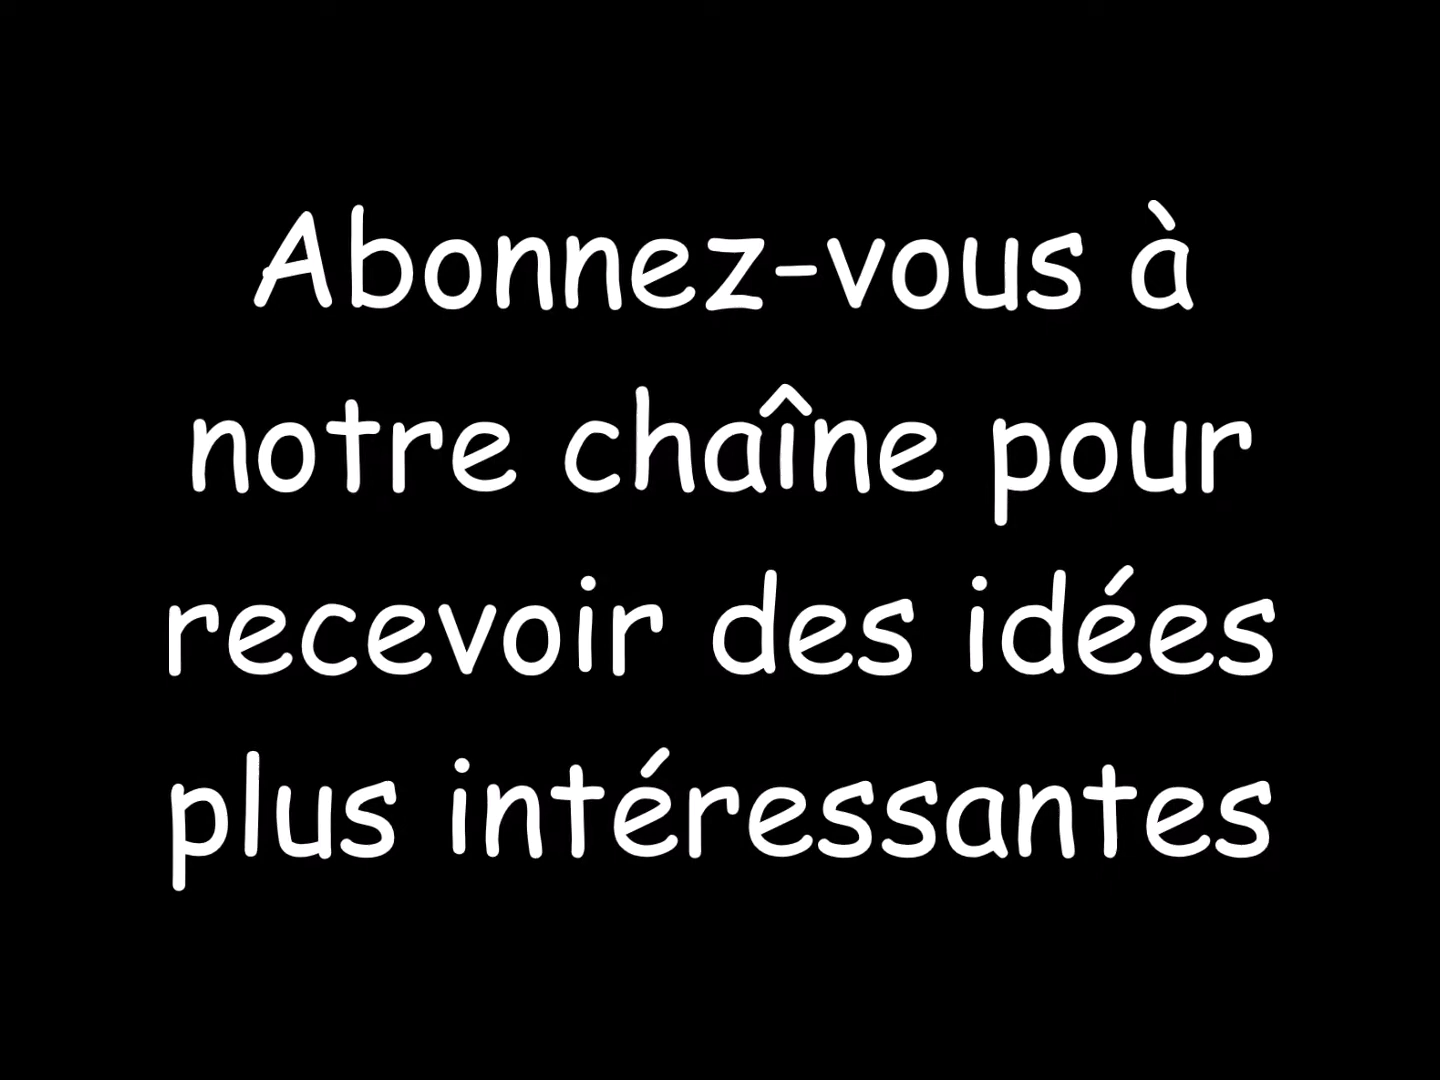 Abonnez-vous à
notre chaîne pour
recevoir des idées
plus intéressantes